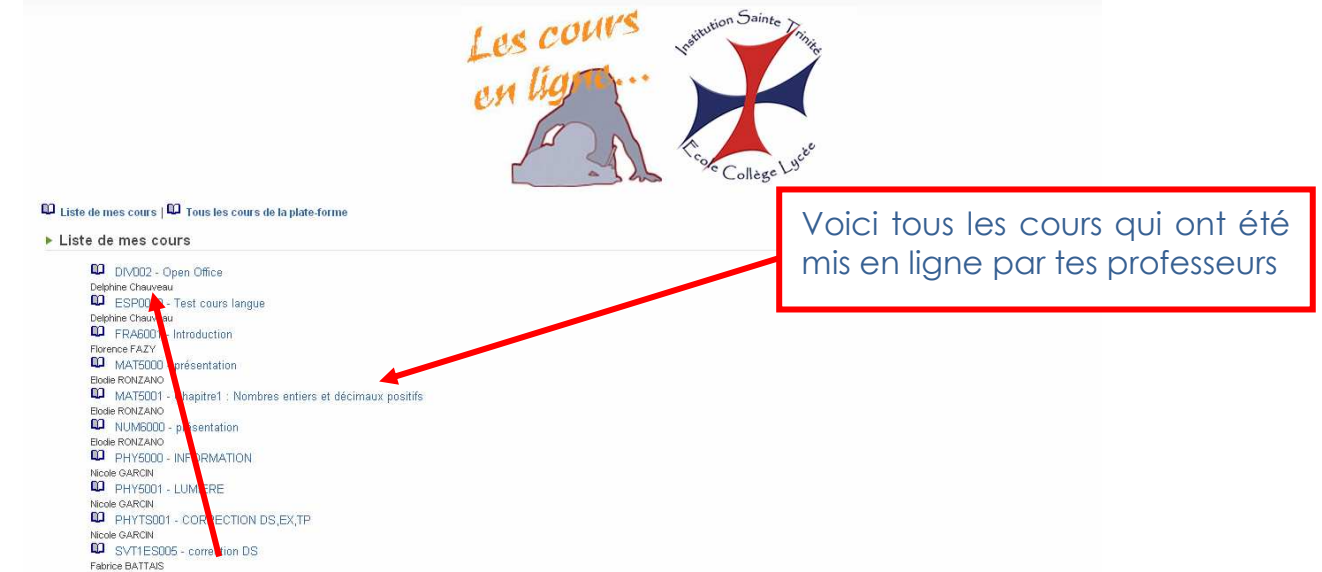 Les cours
en ligne...
Institution Sainte Trinité
Ecole Collège Lycée
Liste de mes cours | Tous les cours de la plate-forme
Liste de mes cours
Voici tous les cours qui ont été
mis en ligne par tes professeurs
DIV002 - Open Office
Delphine Chauveau
- Test cours langue
Delphine Chauveau
FRA6001 - Introduction
Florence FAZY
MAT5000 - présentation
Elodie RONZANO
MAT5001 - Chapitre1 : Nombres entiers et décimaux positifs
Elodie RONZANO
NUM6000 - présentation
Elodie RONZANO
PHY5000 - INFORMATION
Nicole GARCIN
PHY5001 - LUMIERE
Nicole GARCIN
PHYTS001 - CORRECTION DS,EX,TP
Nicole GARCIN
SVT1ES005 - correction DS
Fabrice BATTAIS